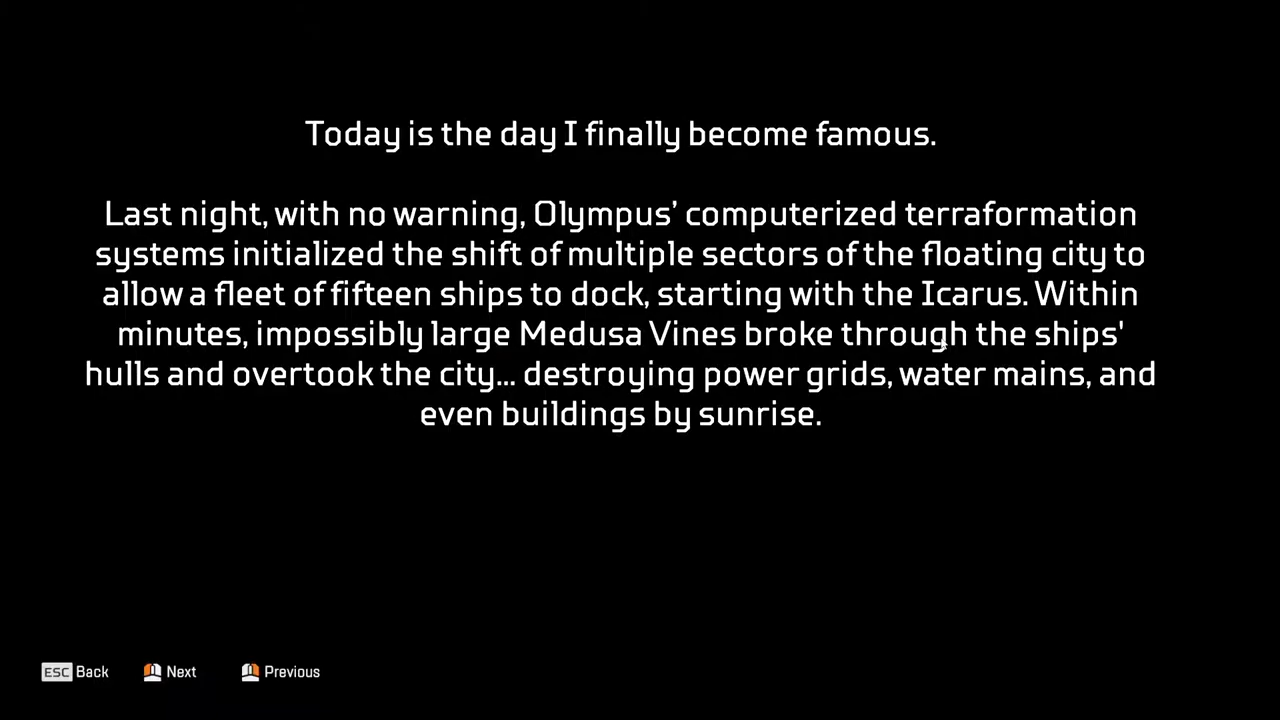 Today is the day I finally become famous.
Last night, with no warning, Olympus’ computerized terraformation
systems initialized the shift of multiple sectors of the floating city to
allow a fleet of fifteen ships to dock, starting with the Icarus. Within
minutes, impossibly large Medusa Vines broke through the ships'
hulls and overtook the city... destroying power grids, water mains, and
even buildings by sunrise.
ESC Back Next Previous